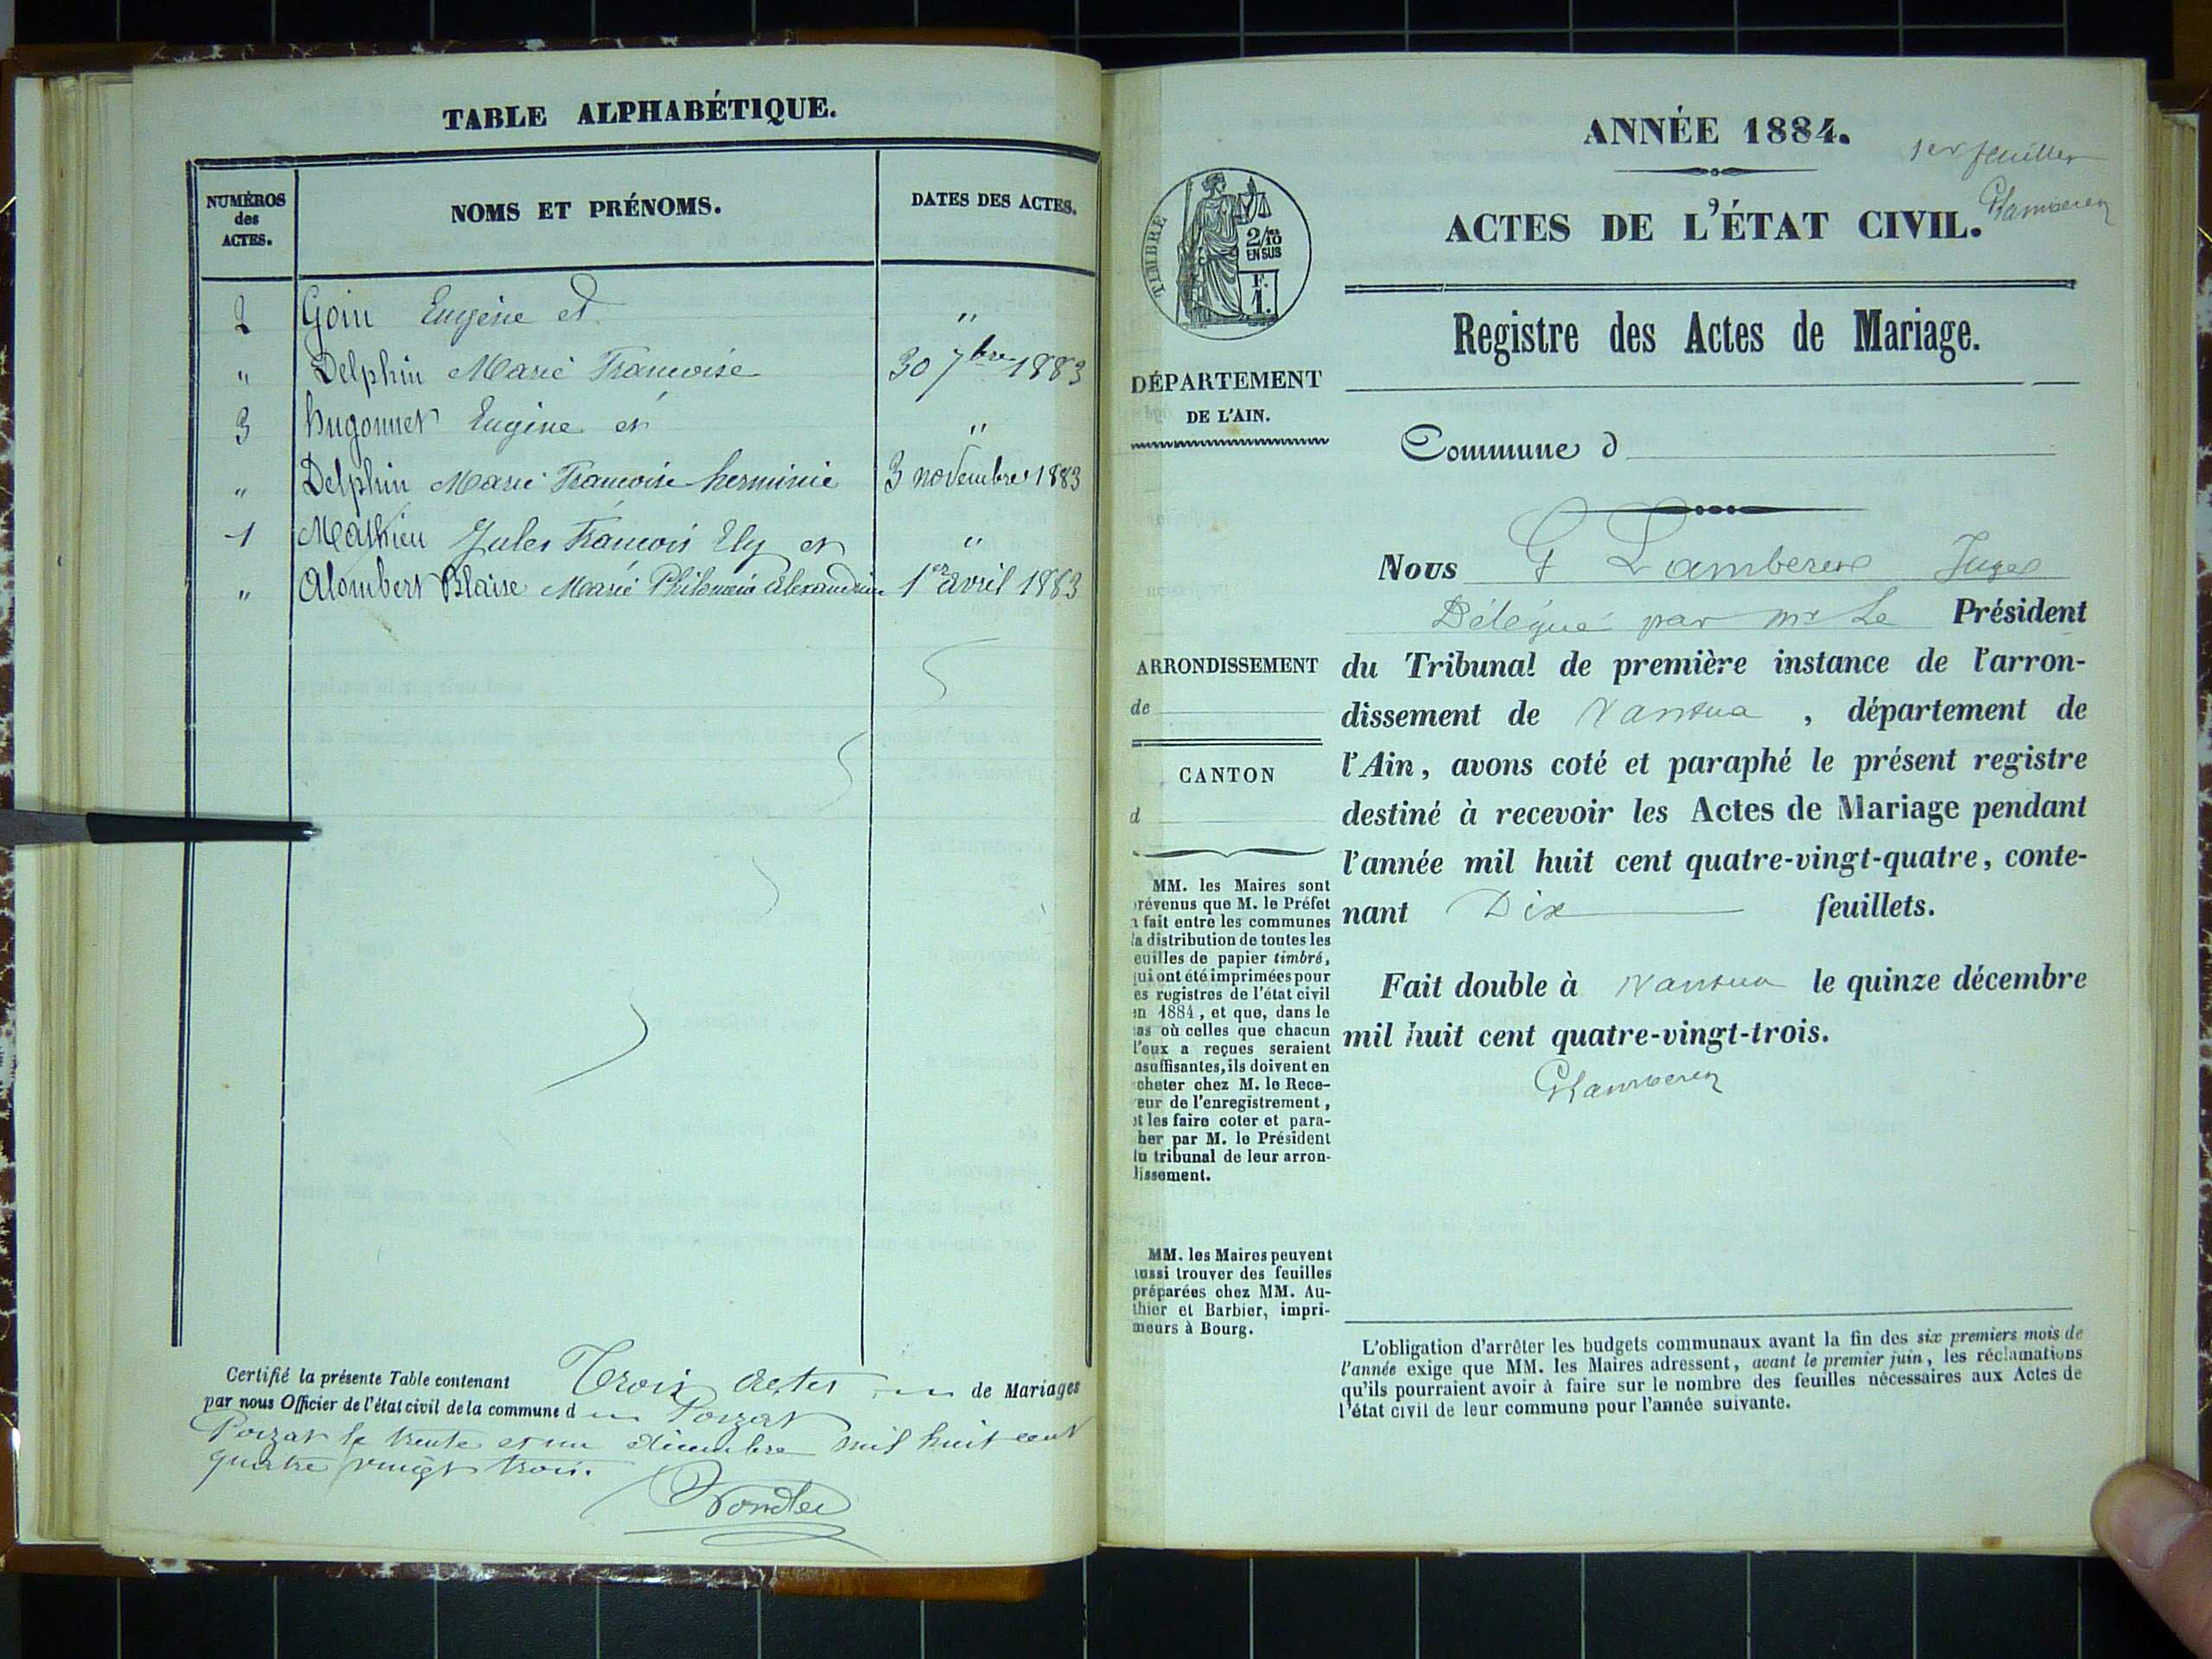 TABLE ALPHABÉTIQUE.
NUMÉROS
des
ACTES.
NOMS ET PRÉNOMS.
DATES DES ACTES.
2 Goin Eugène et "
" Delphin Marie Françoise 30 7bre 1883
3 hugonnet Eugène et "
" Delphin Marie Françoise herminie 3 novembre 1883
1 Mathieu Jules François Ely et "
" Alombert Blaise Marie Philomène Alexandrine 1er avril 1883
Certifié la présente Table contenant Trois Actes de Mariages
par nous Officier de l'état civil de la commune d Porzat
Porzat le trente et un décembre mil huit cent
quatre vingt trois.
ANNÉE 1884.
1er feuillet
ACTES DE L'ÉTAT CIVIL.
TIMBRE
2/10es
EN SUS
F.
1.
Registre des Actes de Mariage.
DÉPARTEMENT
DE L'AIN.
Commune d
ARRONDISSEMENT
de
CANTON
d
MM. les Maires sont
révenus que M. le Préfet
a fait entre les communes
la distribution de toutes les
euilles de papier timbré,
qui ont été imprimées pour
es registres de l'état civil
en 1884, et que, dans le
cas où celles que chacun
l'eux a reçues seraient
nsuffisantes, ils doivent en
cheter chez M. le Rece-
eur de l'enregistrement,
et les faire coter et para-
her par M. le Président
du tribunal de leur arron-
lissement.
MM. les Maires peuvent
aussi trouver des feuilles
préparées chez MM. Au-
thier et Barbier, impri-
meurs à Bourg.
Nous G Lambert Juge
Délégué par mr Le Président
du Tribunal de première instance de l'arron-
dissement de Nantua, département de
l'Ain, avons coté et paraphé le présent registre
destiné à recevoir les Actes de Mariage pendant
l'année mil huit cent quatre-vingt-quatre, conte-
nant Dix feuillets.
Fait double à Nantua le quinze décembre
mil huit cent quatre-vingt-trois.
L'obligation d'arrêter les budgets communaux avant la fin des six premiers mois de
l'année exige que MM. les Maires adressent, avant le premier juin, les réclamations
qu'ils pourraient avoir à faire sur le nombre des feuilles nécessaires aux Actes de
l'état civil de leur commune pour l'année suivante.